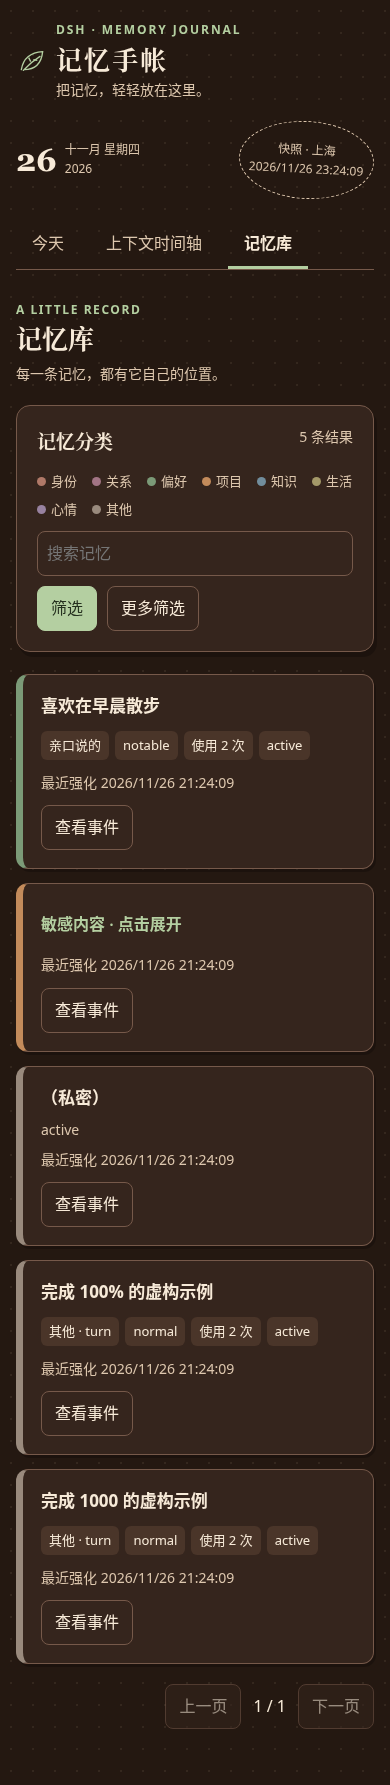 DSH · MEMORY JOURNAL
记忆手帐
把记忆，轻轻放在这里。
26
十一月 星期四
2026
快照 · 上海
2026/11/26 23:24:09
今天
上下文时间轴
记忆库
A LITTLE RECORD
记忆库
每一条记忆，都有它自己的位置。
记忆分类
5 条结果
身份 关系 偏好 项目 知识 生活
心情 其他
搜索记忆
筛选
更多筛选
喜欢在早晨散步
亲口说的 notable 使用 2 次 active
最近强化 2026/11/26 21:24:09
查看事件
敏感内容 · 点击展开
最近强化 2026/11/26 21:24:09
查看事件
（私密）
active
最近强化 2026/11/26 21:24:09
查看事件
完成 100% 的虚构示例
其他 · turn normal 使用 2 次 active
最近强化 2026/11/26 21:24:09
查看事件
完成 1000 的虚构示例
其他 · turn normal 使用 2 次 active
最近强化 2026/11/26 21:24:09
查看事件
上一页 1 / 1 下一页